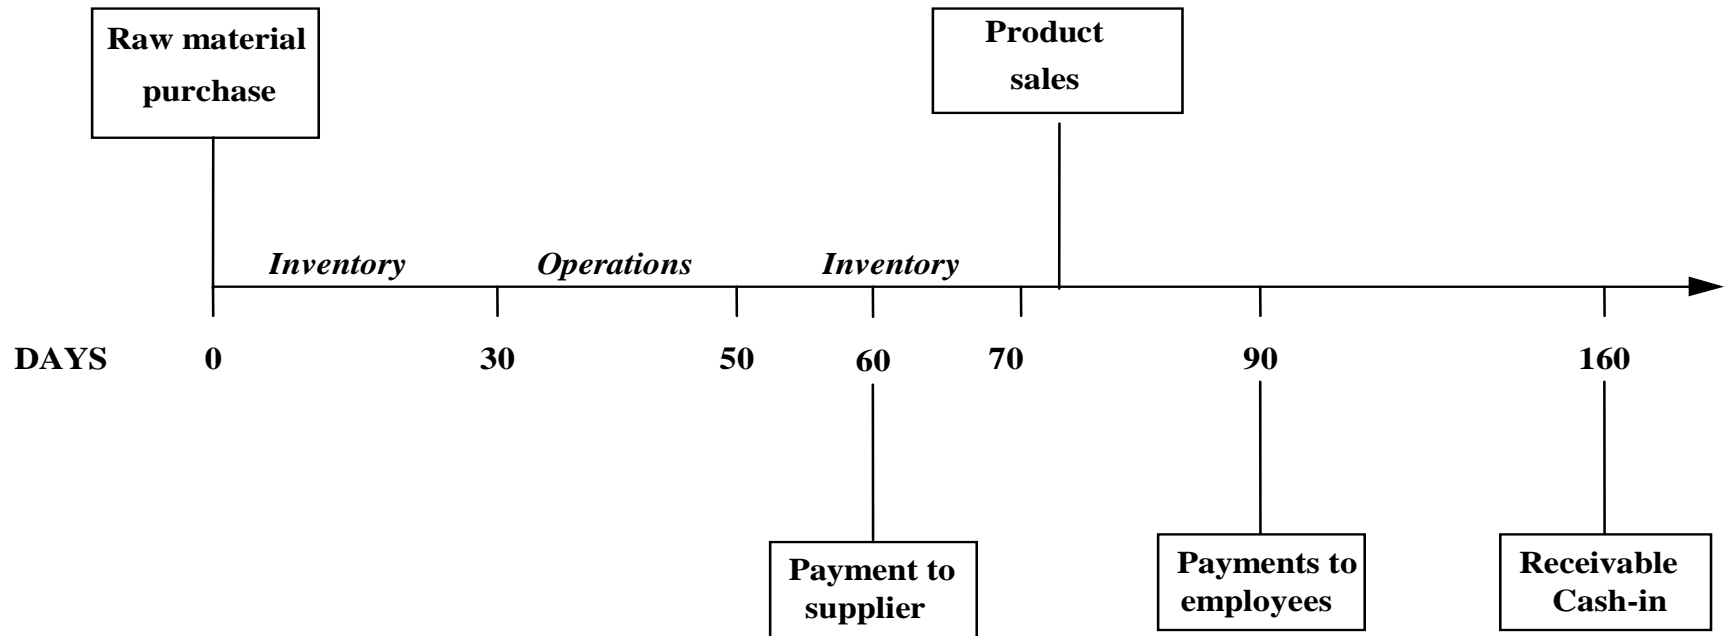 Raw material
purchase
Product
sales
Inventory
Operations
Inventory
DAYS 0 30 50 60 70 90 160
Payment to
supplier
Payments to
employees
Receivable
Cash-in